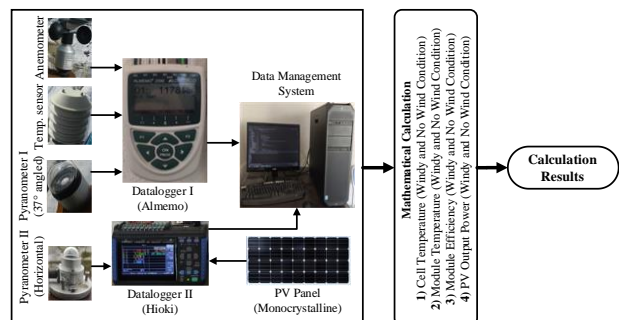 Anemometer
Temp. sensor
Pyranometer I
(37° angled)
Pyranometer II
(Horizontal)
Datalogger I
(Almemo)
Datalogger II
(Hioki)
Data Management
System
PV Panel
(Monocrystalline)
Mathematical Calculation
1) Cell Temperature (Windy and No Wind Condition)
2) Module Temperature (Windy and No Wind Condition)
3) Module Efficiency (Windy and No Wind Condition)
4) PV Output Power (Windy and No Wind Condition)
Calculation
Results